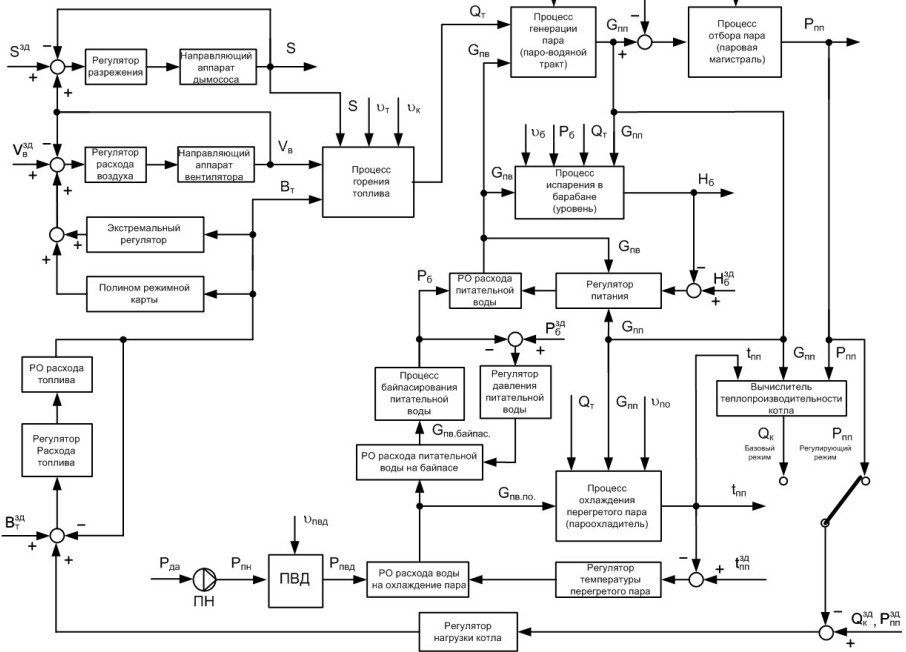 Qт
Процесс
генерации
пара
(паро-водяной
тракт)
Gпп
−
+
Процесс
отбора пара
(паровая
магистраль)
Pпп
Gпв
Sзд
−
+
+
Регулятор
разрежения
Направляющий
аппарат
дымососа
S
S
υт
υк
Vвзд
−
+
+
Регулятор
расхода
воздуха
Направляющий
аппарат
вентилятора
Vв
Вт
Процесс
горения
топлива
υб
Pб
Qт
Gпп
Gпв
Процесс
испарения в
барабане
(уровень)
Hб
+
+
Экстремальный
регулятор
Полином режимной
карты
Gпв
Pб
РО расхода
питательной
воды
Регулятор
питания
−
+
Hбзд
Gпп
−
+
Pбзд
РО расхода
топлива
Процесс
байпасирования
питательной
воды
Регулятор
давления
питательной
воды
tпп
Gпп
Pпп
Вычислитель
теплопроизводительности
котла
Регулятор
Расхода
топлива
Gпв.байпас.
Qт
Gпп
υпо
Qк
Базовый
режим
Pпп
Регулирующий
режим
РО расхода питательной
воды на байпасе
Gпв.по.
Процесс
охлаждения
перегретого пара
(пароохладитель)
tпп
Втзд
+
−
+
υпвд
Pда
ПН
Pпн
ПВД
Pпвд
РО расхода воды
на охлаждение пара
Регулятор
температуры
перегретого пара
−
+
tппзд
Регулятор
нагрузки котла
−
+
Qкзд, Pппзд